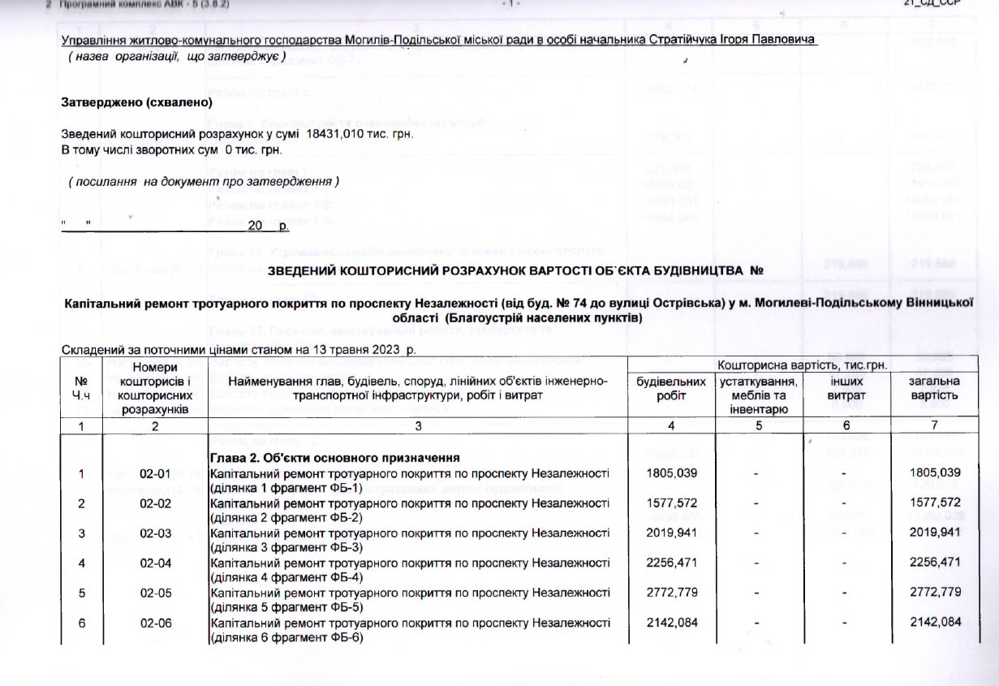 2 Програмний комплекс АВК - 5 (3.8.2)
- 1 -
21_СД_ССР
Управління житлово-комунального господарства Могилів-Подільської міської ради в особі начальника Стратійчука Ігоря Павловича
( назва організації, що затверджує )
Затверджено (схвалено)
Зведений кошторисний розрахунок у сумі 18431,010 тис. грн.
В тому числі зворотних сум 0 тис. грн.
( посилання на документ про затвердження )
" " 20 р.
ЗВЕДЕНИЙ КОШТОРИСНИЙ РОЗРАХУНОК ВАРТОСТІ ОБ`ЄКТА БУДІВНИЦТВА №
Капітальний ремонт тротуарного покриття по проспекту Незалежності (від буд. № 74 до вулиці Острівська) у м. Могилеві-Подільському Вінницької
області (Благоустрій населених пунктів)
Складений за поточними цінами станом на 13 травня 2023 р.
№
Ч.ч
Номери
кошторисів і
кошторисних
розрахунків
Найменування глав, будівель, споруд, лінійних об'єктів інженерно-
транспортної інфраструктури, робіт і витрат
Кошторисна вартість, тис.грн.
будівельних
робіт
устаткування,
меблів та
інвентарю
інших
витрат
загальна
вартість
1 2 3 4 5 6 7
Глава 2. Об'єкти основного призначення
1 02-01 Капітальний ремонт тротуарного покриття по проспекту Незалежності 1805,039 - - 1805,039
(ділянка 1 фрагмент ФБ-1)
2 02-02 Капітальний ремонт тротуарного покриття по проспекту Незалежності 1577,572 - - 1577,572
(ділянка 2 фрагмент ФБ-2)
3 02-03 Капітальний ремонт тротуарного покриття по проспекту Незалежності 2019,941 - - 2019,941
(ділянка 3 фрагмент ФБ-3)
4 02-04 Капітальний ремонт тротуарного покриття по проспекту Незалежності 2256,471 - - 2256,471
(ділянка 4 фрагмент ФБ-4)
5 02-05 Капітальний ремонт тротуарного покриття по проспекту Незалежності 2772,779 - - 2772,779
(ділянка 5 фрагмент ФБ-5)
6 02-06 Капітальний ремонт тротуарного покриття по проспекту Незалежності 2142,084 - - 2142,084
(ділянка 6 фрагмент ФБ-6)